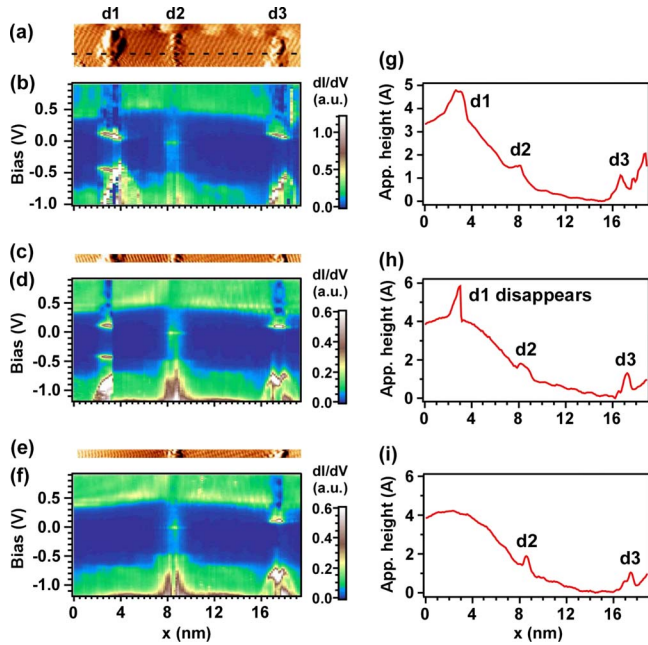 d1 d2 d3
(a)
(b)
dI/dV
(a.u.)
Bias (V)
0.5
0.0
-0.5
-1.0
1.0
0.5
0.0
(c)
(d)
dI/dV
(a.u.)
Bias (V)
0.5
0.0
-0.5
-1.0
0.6
0.4
0.2
0.0
(e)
(f)
dI/dV
(a.u.)
Bias (V)
0.5
0.0
-0.5
-1.0
0.6
0.4
0.2
0.0
0 4 8 12 16
x (nm)
(g)
App. height (A)
5
4
3
2
1
0
d1
d2
d3
0 4 8 12 16
(h)
App. height (A)
6
4
2
0
d1 disappears
d2
d3
0 4 8 12 16
(i)
App. height (A)
6
4
2
0
d2
d3
0 4 8 12 16
x (nm)